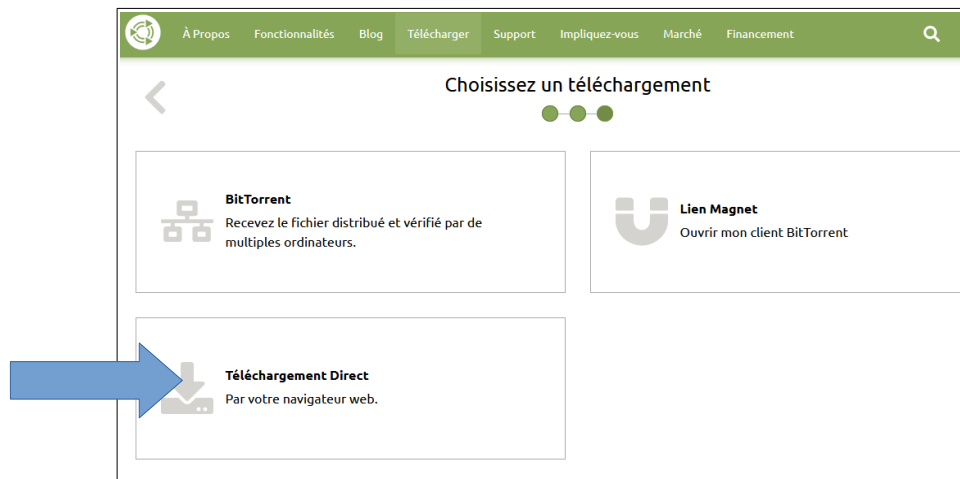 À Propos Fonctionnalités Blog Télécharger Support Impliquez-vous Marché Financement
Choisissez un téléchargement
BitTorrent
Recevez le fichier distribué et vérifié par de
multiples ordinateurs.
Lien Magnet
Ouvrir mon client BitTorrent
Téléchargement Direct
Par votre navigateur web.